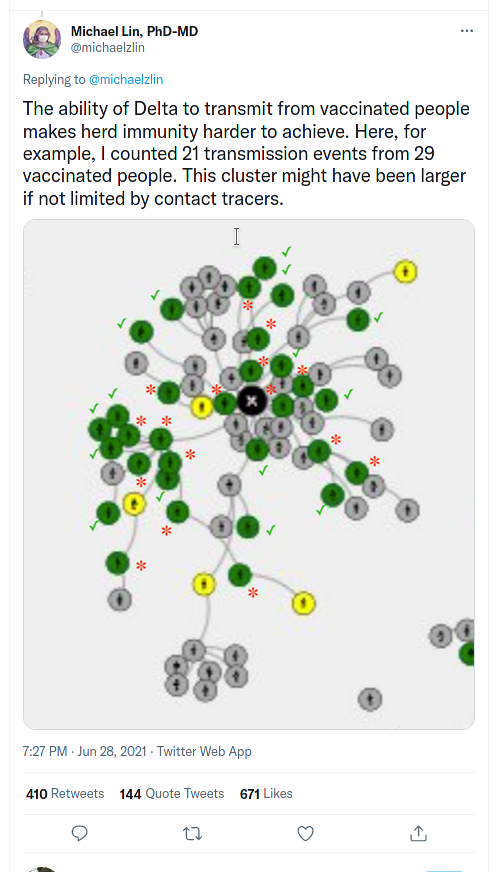 Michael Lin, PhD-MD
@michaelzlin
Replying to @michaelzlin
The ability of Delta to transmit from vaccinated people
makes herd immunity harder to achieve. Here, for
example, I counted 21 transmission events from 29
vaccinated people. This cluster might have been larger
if not limited by contact tracers.
7:27 PM · Jun 28, 2021 · Twitter Web App
410 Retweets 144 Quote Tweets 671 Likes